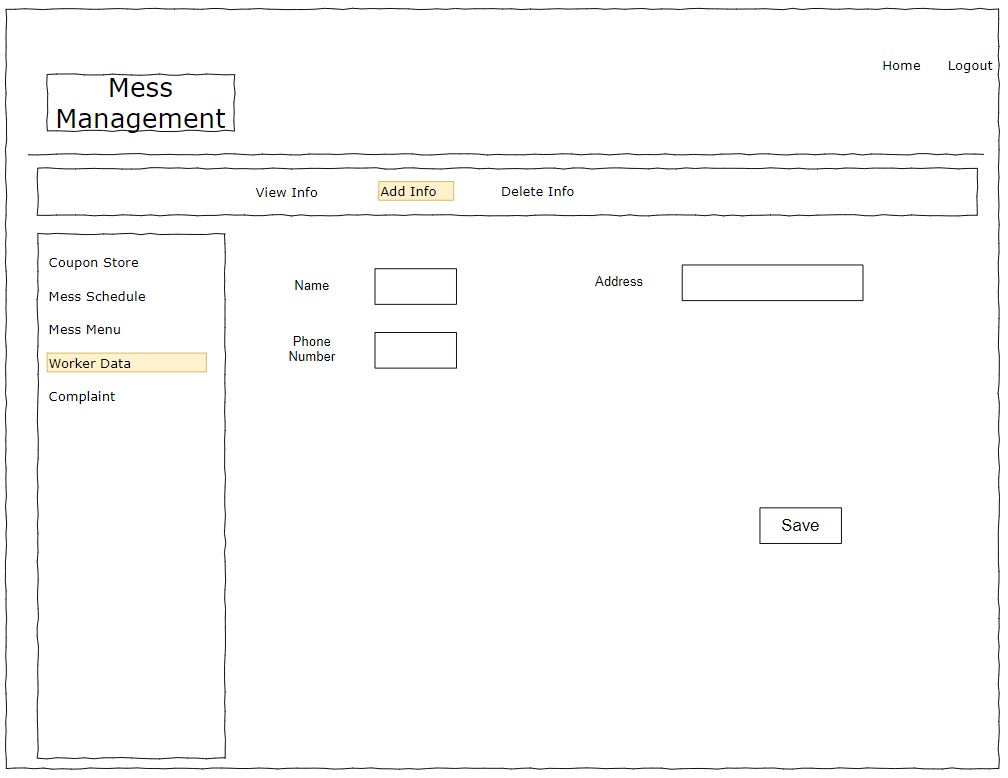 Home Logout
Mess
Management
View Info Add Info Delete Info
Coupon Store
Mess Schedule
Mess Menu
Worker Data
Complaint
Name
Address
Phone
Number
Save